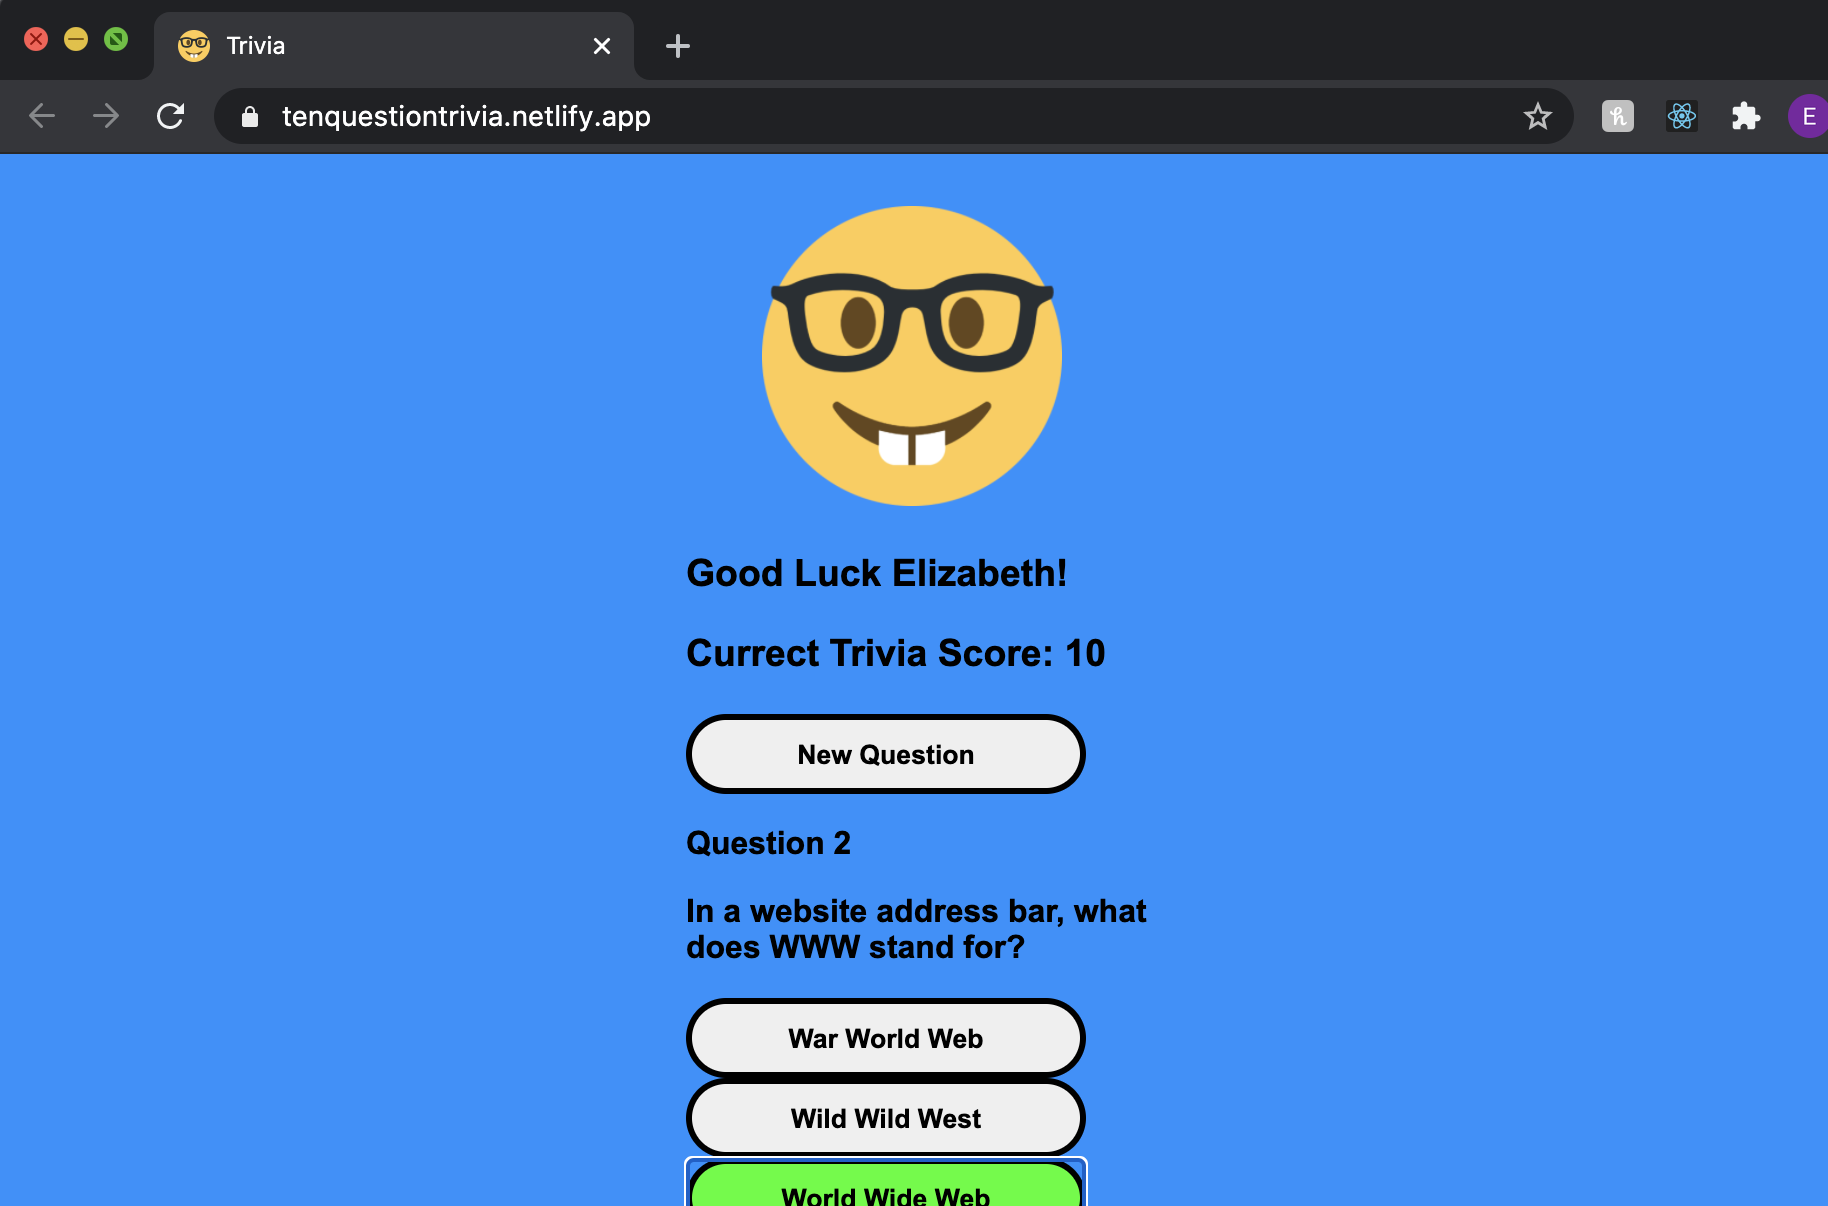 Trivia
tenquestiontrivia.netlify.app
E
Good Luck Elizabeth!
Currect Trivia Score: 10
New Question
Question 2
In a website address bar, what
does WWW stand for?
War World Web
Wild Wild West
World Wide Web